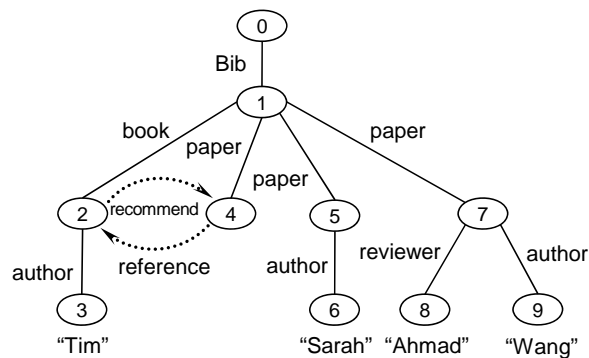 0
Bib
1
book
paper
paper
paper
2
recommend
4
5
7
reference
author
author
reviewer
author
3
6
8
9
“Tim”
“Sarah”
“Ahmad”
“Wang”